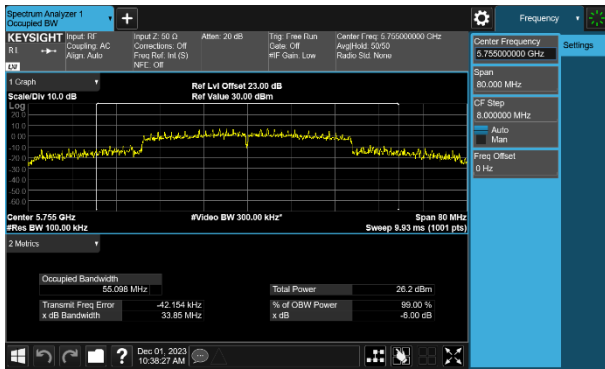 Spectrum Analyzer 1
Occupied BW
Frequency
KEYSIGHT
Input: RF
Coupling: AC
Align: Auto
Input Z: 50 Ω
Corrections: Off
Freq Ref: Int (S)
NFE: Off
Atten: 20 dB
Trig: Free Run
Gate: Off
#IF Gain: Low
Center Freq: 5.755000000 GHz
Avg|Hold: 50/50
Radio Std: None
LXI
Center Frequency
5.755000000 GHz
Settings
Span
80.000 MHz
CF Step
8.000000 MHz
Auto
Man
Freq Offset
0 Hz
1 Graph
Scale/Div 10.0 dB
Ref Lvl Offset 23.00 dB
Ref Value 30.00 dBm
Log
20.0
10.0
0.00
-10.0
-20.0
-30.0
-40.0
-50.0
-60.0
Center 5.755 GHz
#Video BW 300.00 kHz*
Span 80 MHz
#Res BW 100.00 kHz
Sweep 9.93 ms (1001 pts)
2 Metrics
Occupied Bandwidth
55.098 MHz
Total Power
26.2 dBm
Transmit Freq Error
-42.154 kHz
% of OBW Power
99.00 %
x dB Bandwidth
33.85 MHz
x dB
-6.00 dB
Dec 01, 2023
10:38:27 AM